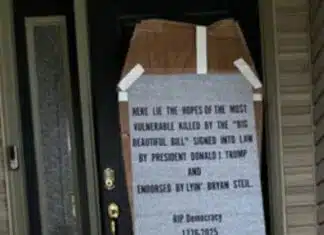 HERE LIE THE HOPES OF THE MOST
VULNERABLE KILLED BY THE "BIG
BEAUTIFUL BILL" SIGNED INTO LAW
BY PRESIDENT DONALD J. TRUMP
AND
ENDORSED BY LYIN' BRYAN STEIL.
RIP Democracy
1776-2025